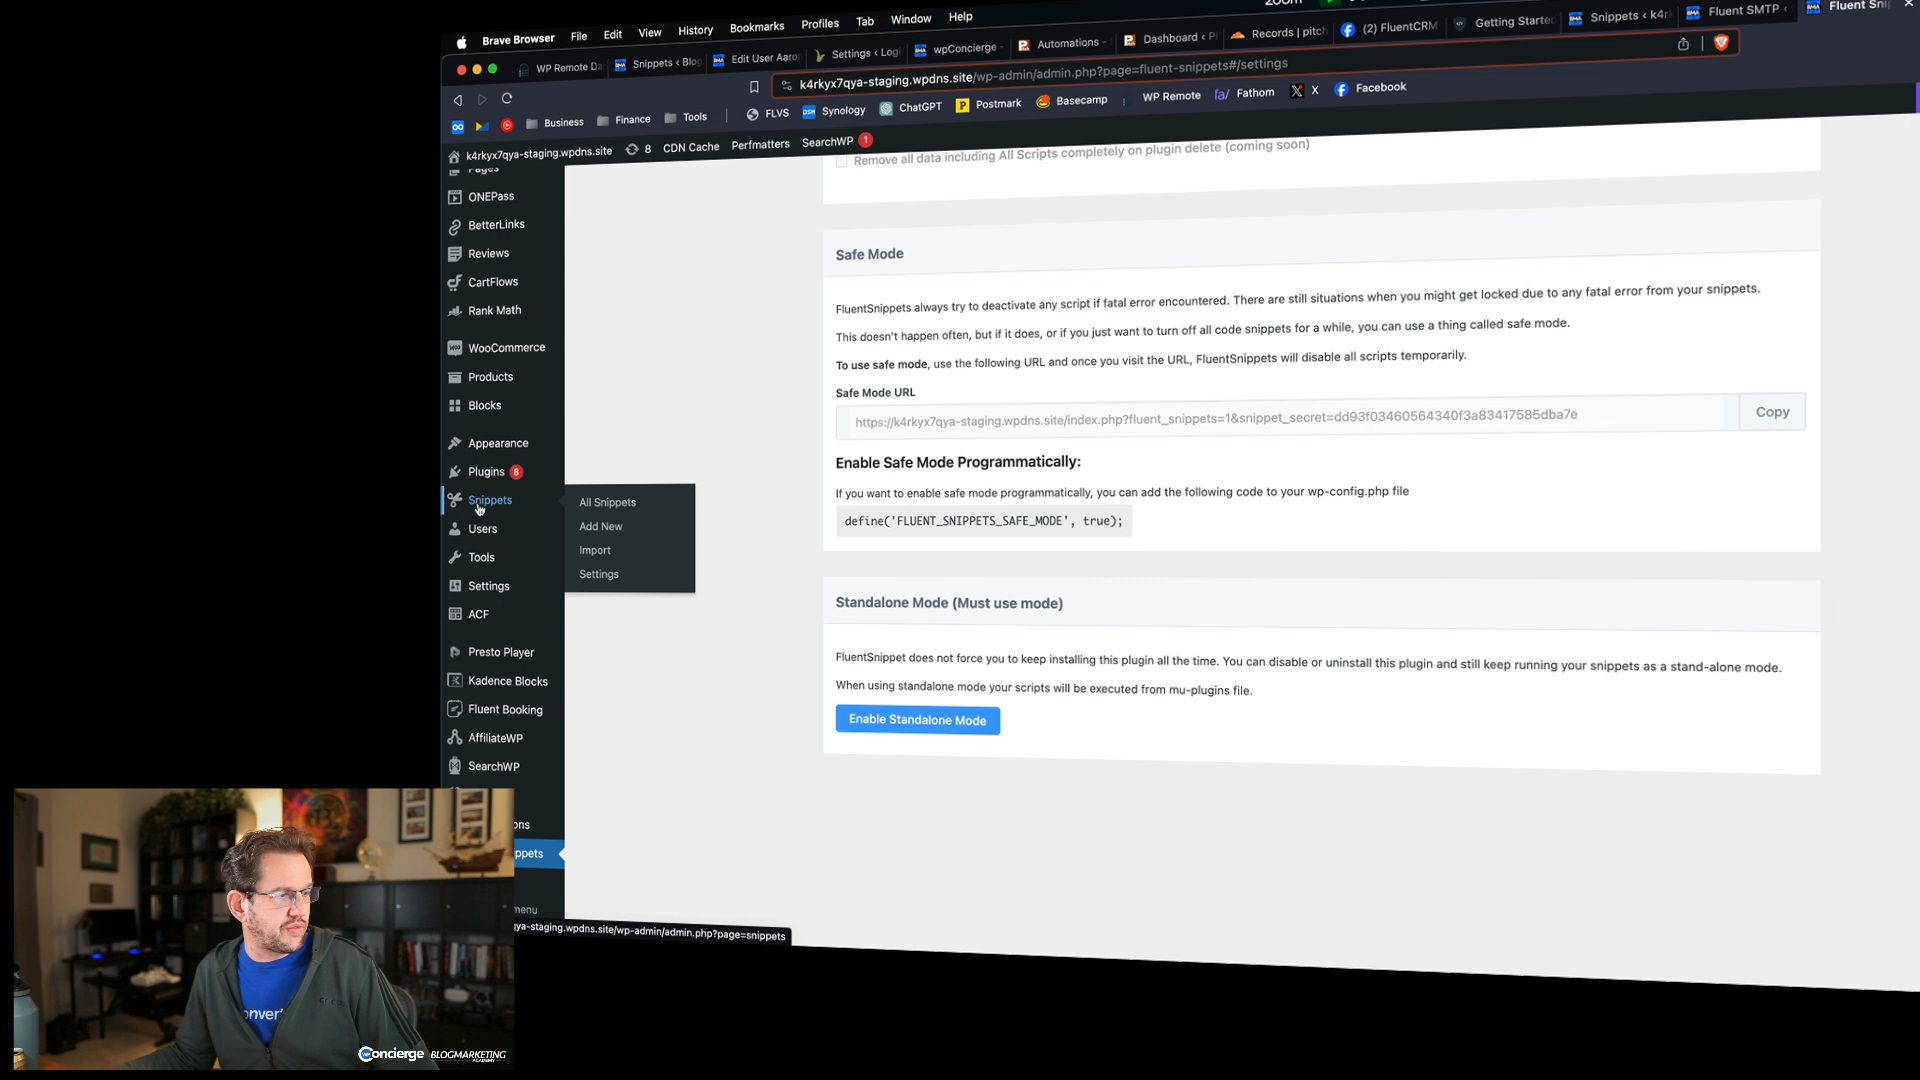 Brave Browser File Edit View History Bookmarks Profiles Tab Window Help zoom
WP Remote Da Snippets ‹ Blog Edit User Aaron Settings ‹ Logi wpConcierge - Automations - Dashboard ‹ P Records | pitch (2) FluentCRM Getting Started Snippets ‹ k4rk Fluent SMTP ‹ Fluent Sni
k4rkyx7qya-staging.wpdns.site/wp-admin/admin.php?page=fluent-snippets#/settings
Business Finance Tools FLVS Synology ChatGPT Postmark Basecamp WP Remote fa/ Fathom X Facebook
k4rkyx7qya-staging.wpdns.site 8 CDN Cache Perfmatters SearchWP 1
Pages
ONEPass
BetterLinks
Reviews
CartFlows
Rank Math
WooCommerce
Products
Blocks
Appearance
Plugins 8
Snippets
Users
Tools
Settings
ACF
Presto Player
Kadence Blocks
Fluent Booking
AffiliateWP
SearchWP
ons
ppets
menu
All Snippets
Add New
Import
Settings
Remove all data including All Scripts completely on plugin delete (coming soon)
Safe Mode
FluentSnippets always try to deactivate any script if fatal error encountered. There are still situations when you might get locked due to any fatal error from your snippets.
This doesn't happen often, but if it does, or if you just want to turn off all code snippets for a while, you can use a thing called safe mode.
To use safe mode, use the following URL and once you visit the URL, FluentSnippets will disable all scripts temporarily.
Safe Mode URL
https://k4rkyx7qya-staging.wpdns.site/index.php?fluent_snippets=1&snippet_secret=dd93f03460564340f3a83417585dba7e Copy
Enable Safe Mode Programmatically:
If you want to enable safe mode programmatically, you can add the following code to your wp-config.php file
define('FLUENT_SNIPPETS_SAFE_MODE', true);
Standalone Mode (Must use mode)
FluentSnippet does not force you to keep installing this plugin all the time. You can disable or uninstall this plugin and still keep running your snippets as a stand-alone mode.
When using standalone mode your scripts will be executed from mu-plugins file.
Enable Standalone Mode
qya-staging.wpdns.site/wp-admin/admin.php?page=snippets
onver
Concierge BLOGMARKETING
ACADEMY